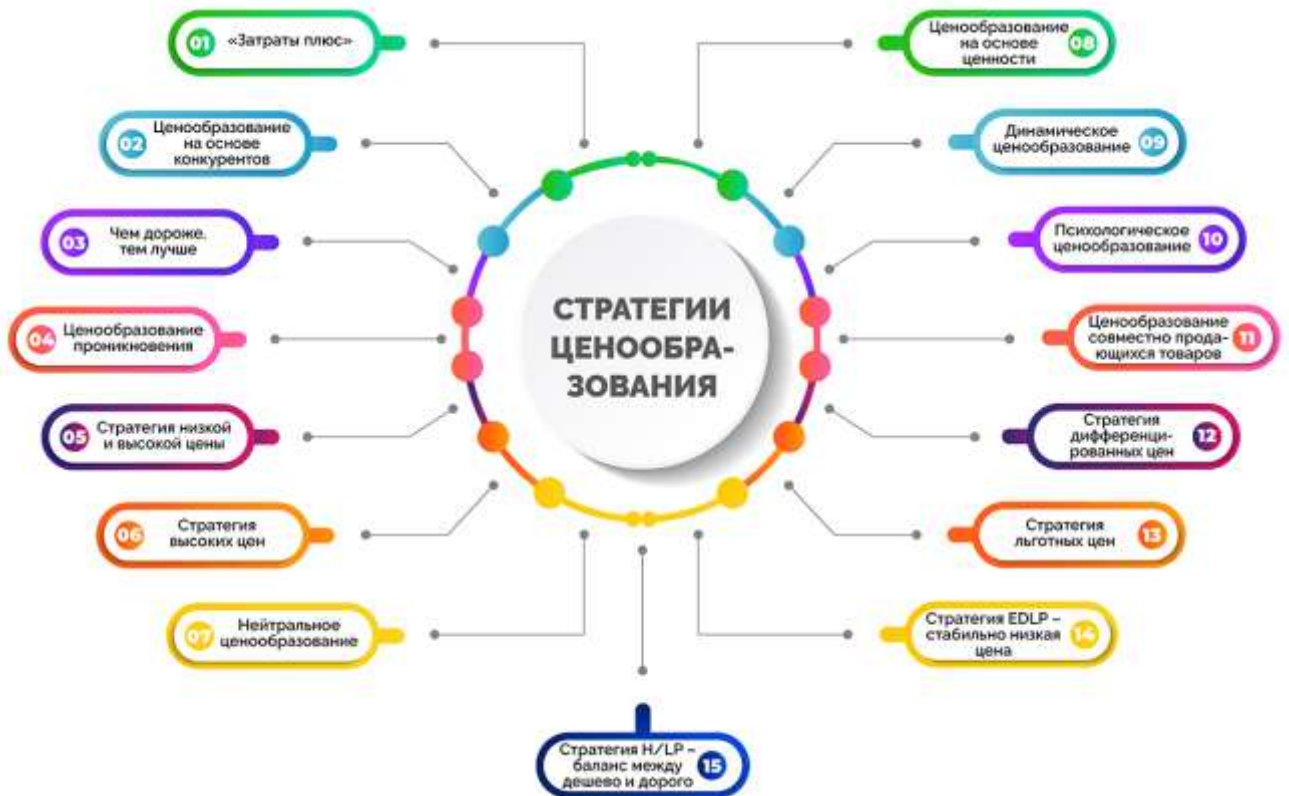 01 «Затраты плюс»
02 Ценообразование
на основе
конкурентов
03 Чем дороже,
тем лучше
04 Ценообразование
проникновения
05 Стратегия низкой
и высокой цены
06 Стратегия
высоких цен
07 Нейтральное
ценообразование
СТРАТЕГИИ
ЦЕНООБРА-
ЗОВАНИЯ
Ценообразование
на основе 08
ценности
Динамическое
ценообразование 09
Психологическое
ценообразование 10
Ценообразование
совместно прода- 11
ющихся товаров
Стратегия
дифференци- 12
рованных цен
Стратегия
льготных цен 13
Стратегия EDLP –
стабильно низкая 14
цена
Стратегия H/LP –
баланс между 15
дешево и дорого